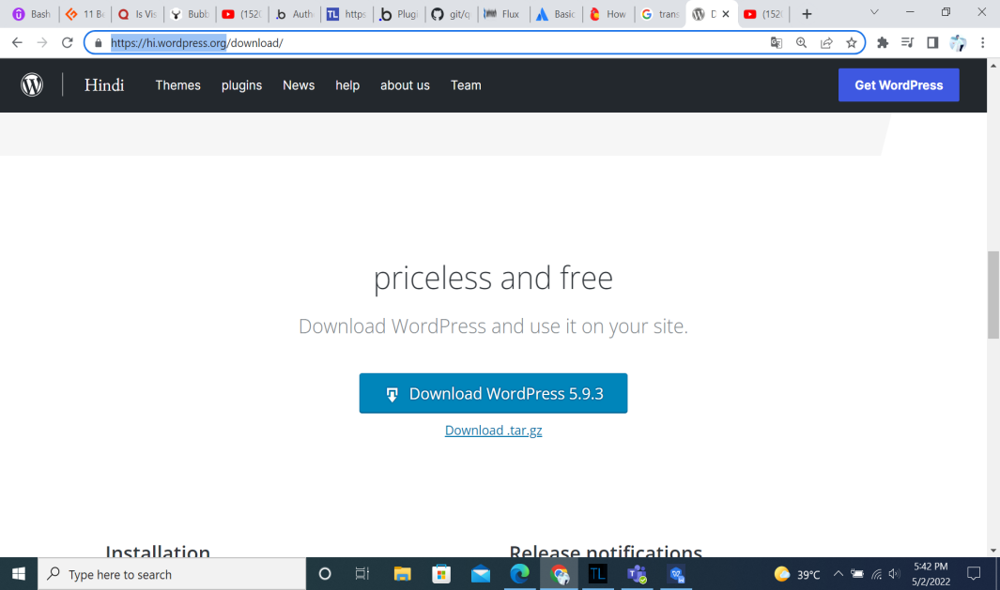 Bash
11 B
Is Vis
Bubb
(152(
Auth
https
Plugi
git/q
Flux
Basic
How
trans
D
(152(
https://hi.wordpress.org/download/
Hindi
Themes
plugins
News
help
about us
Team
Get WordPress
priceless and free
Download WordPress and use it on your site.
Download WordPress 5.9.3
Download .tar.gz
Installation
Release notifications
Type here to search
TL
39°C
5:42 PM
5/2/2022